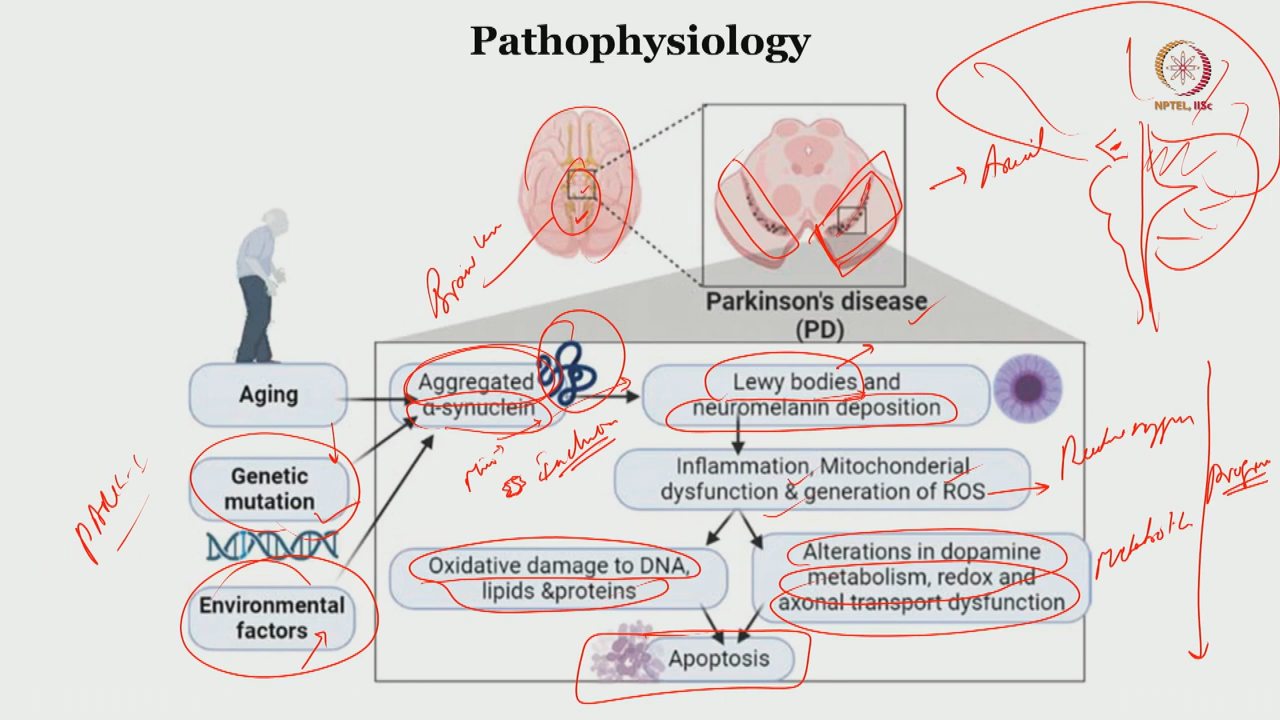 Pathophysiology
NPTEL, IISc
Axial
Brain
Parkinson's disease
(PD)
Aging
Genetic
mutation
Environmental
factors
Aggregated
α-synuclein
Lewy bodies and
neuromelanin deposition
Inflammation, Mitochonderial
dysfunction & generation of ROS
Oxidative damage to DNA,
lipids &proteins
Alterations in dopamine
metabolism, redox and
axonal transport dysfunction
Apoptosis